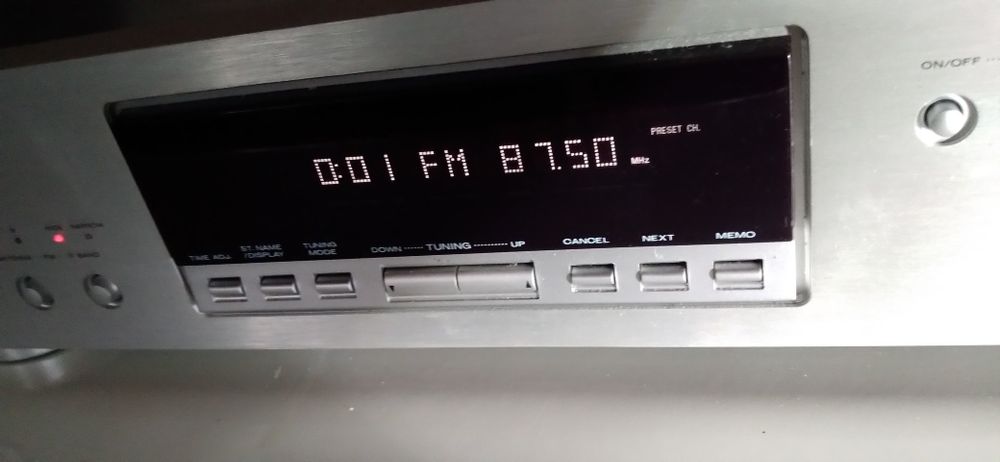 ON/OFF
PRESET CH.
0:01 FM 87.50 MHz
TIME ADJ.
ST. NAME
/DISPLAY
TUNING
MODE
DOWN TUNING UP
CANCEL
NEXT
MEMO
BAND